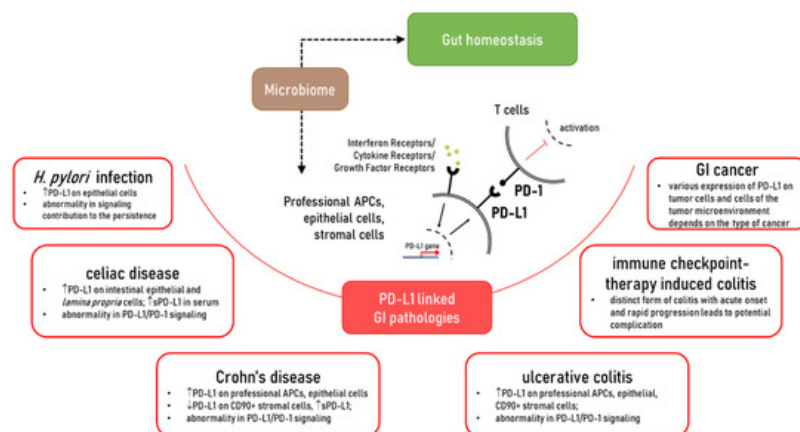 Gut homeostasis
Microbiome
T cells
activation
Interferon Receptors/
Cytokine Receptors/
Growth Factor Receptors
PD-1
PD-L1
Professional APCs,
epithelial cells,
stromal cells
PD-L1 gene
H. pylori infection
• ↑PD-L1 on epithelial cells
• abnormality in signaling
contribution to the persistence
GI cancer
• various expression of PD-L1 on
tumor cells and cells of the
tumor microenvironment
depends on the type of cancer
celiac disease
• ↑PD-L1 on intestinal epithelial and
lamina propria cells; ↑sPD-L1 in serum
• abnormality in PD-L1/PD-1 signaling
immune checkpoint-
therapy induced colitis
• distinct form of colitis with acute onset
and rapid progression leads to potential
complication
PD-L1 linked
GI pathologies
Crohn's disease
• ↑PD-L1 on professional APCs, epithelial cells
• ↓PD-L1 on CD90+ stromal cells, ↑sPD-L1;
• abnormality in PD-L1/PD-1 signaling
ulcerative colitis
• ↑PD-L1 on professional APCs, epithelial,
CD90+ stromal cells;
• abnormality in PD-L1/PD-1 signaling